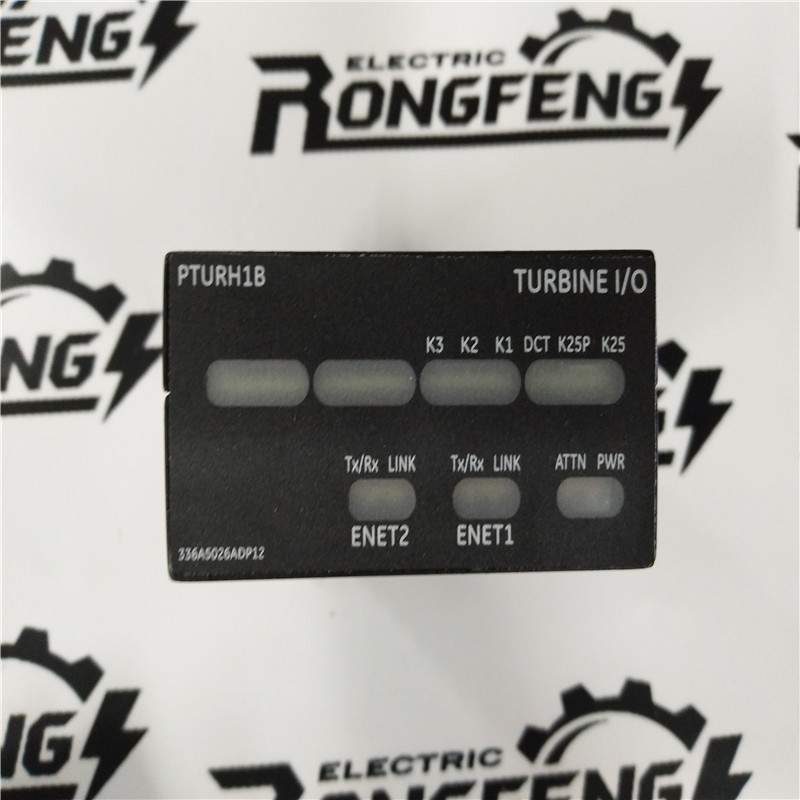 ENG
ELECTRIC
RONGFENG
PTURH1B TURBINE I/O
K3 K2 K1 DCT K25P K25
NG
Tx/Rx LINK Tx/Rx LINK ATTN PWR
ENET2 ENET1
336A5026ADP12
NG
ELECTRIC
RONGFENG